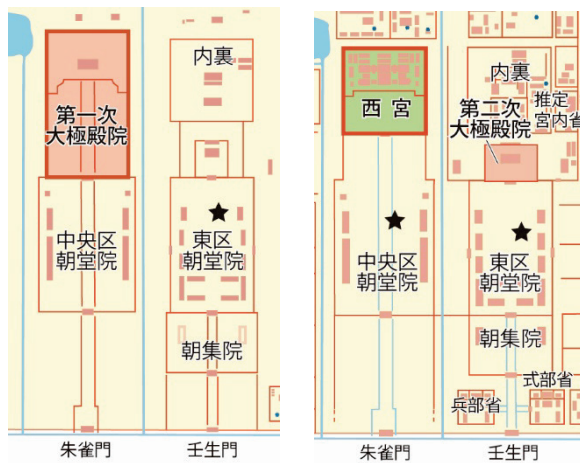 内裏
第一次
大極殿院
中央区
朝堂院
東区
朝堂院
朝集院
朱雀門
壬生門
内裏
西宮
第二次
大極殿院
推定
宮内省
中央区
朝堂院
東区
朝堂院
朝集院
兵部省
式部省
朱雀門
壬生門